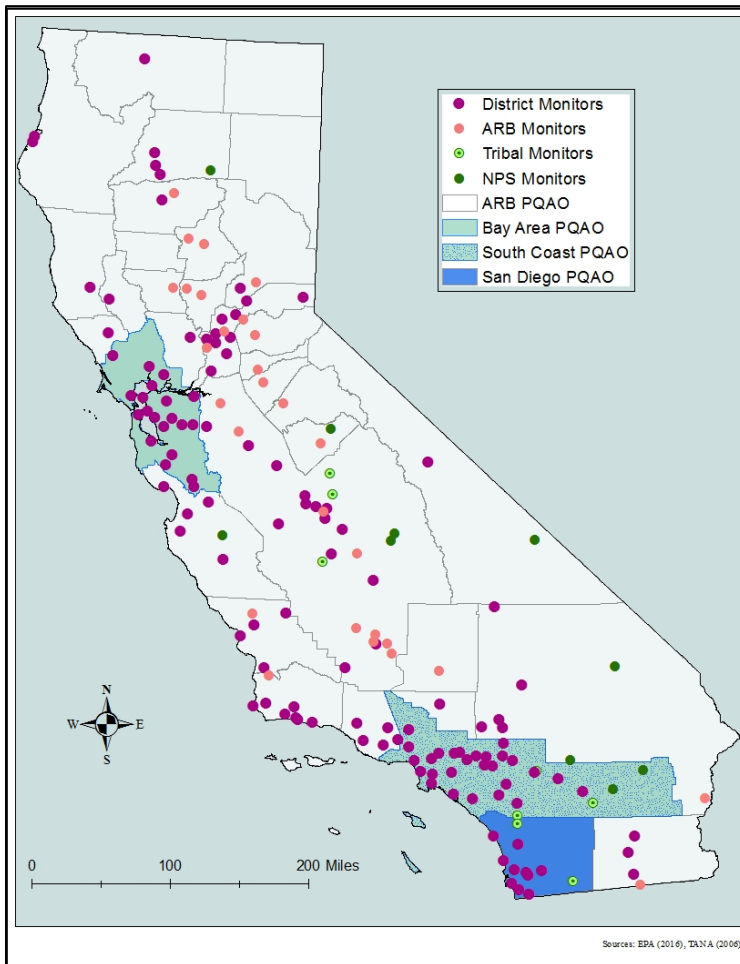 District Monitors
ARB Monitors
Tribal Monitors
NPS Monitors
ARB PQAO
Bay Area PQAO
South Coast PQAO
San Diego PQAO
N
W E
S
0 100 200 Miles
Sources: EPA (2016), TANA (2006)